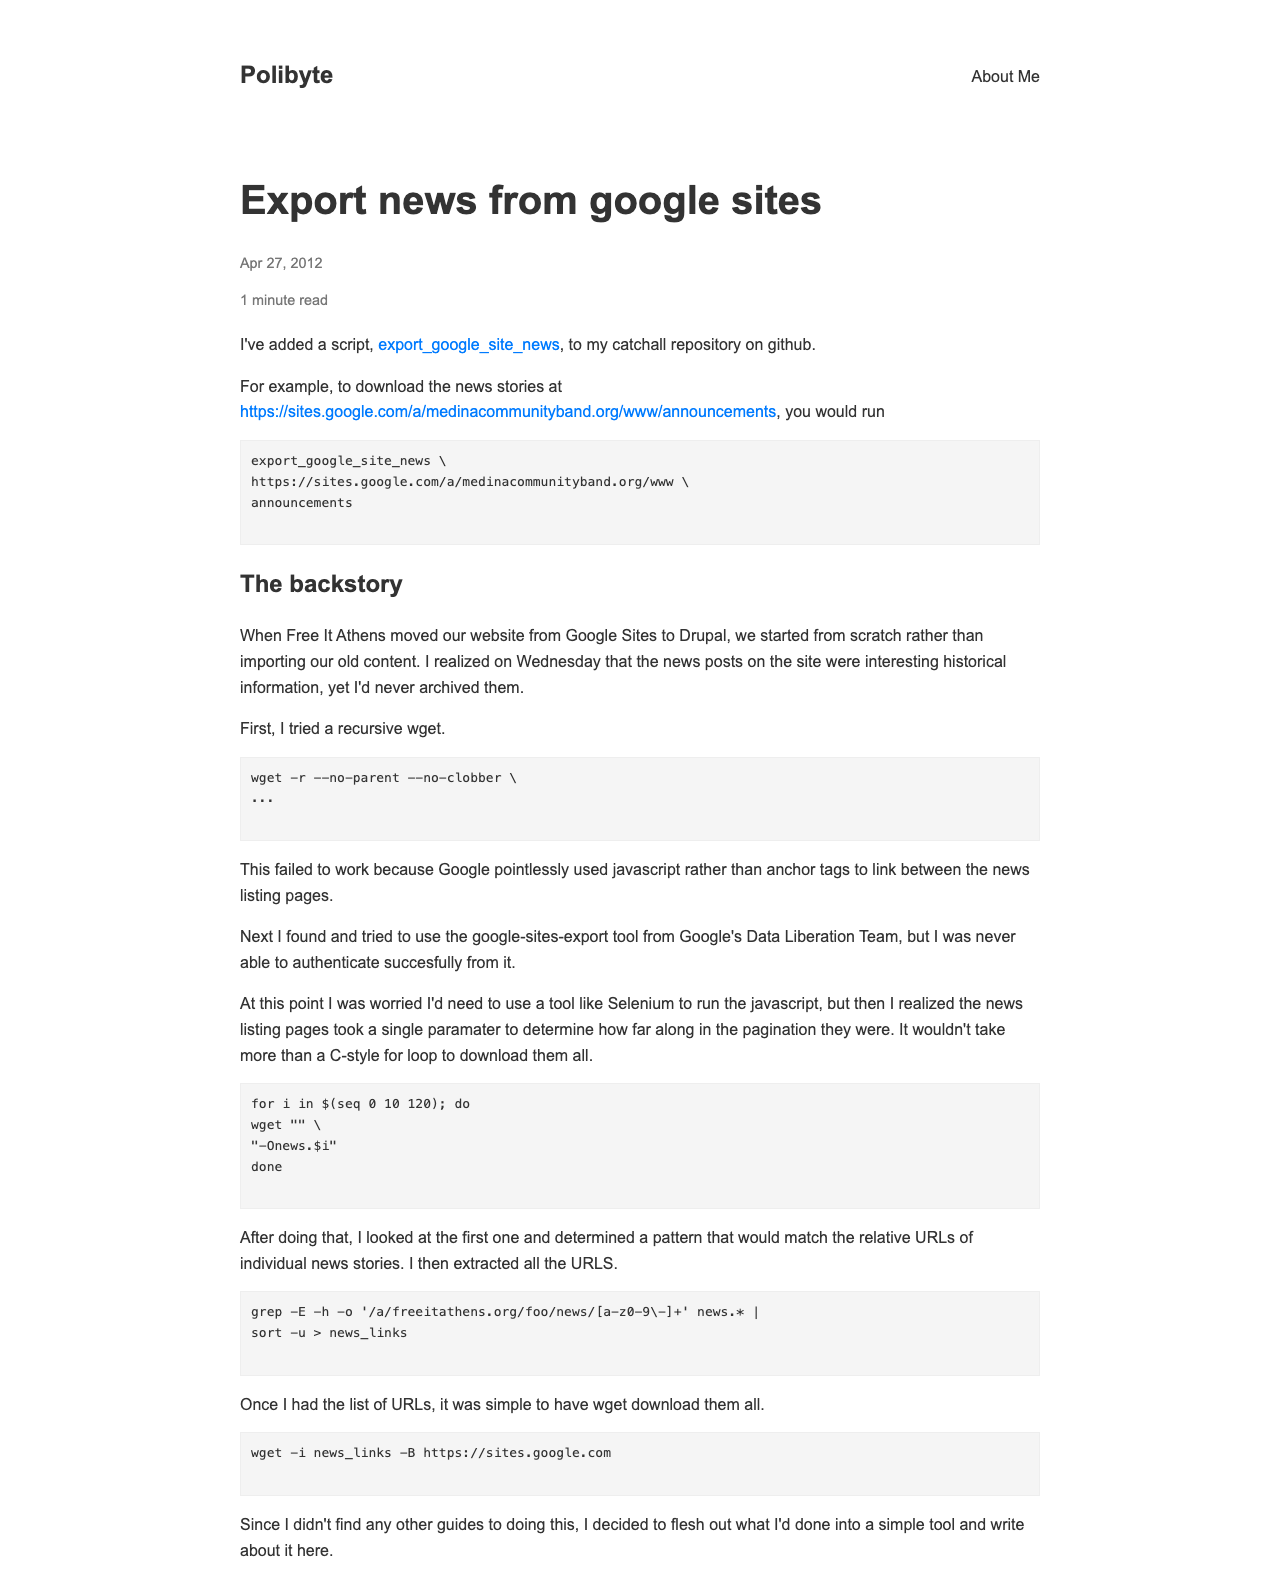 Polibyte
About Me
Export news from google sites
Apr 27, 2012
1 minute read
I've added a script, export_google_site_news, to my catchall repository on github.
For example, to download the news stories at
https://sites.google.com/a/medinacommunityband.org/www/announcements, you would run
export_google_site_news \
https://sites.google.com/a/medinacommunityband.org/www \
announcements
The backstory
When Free It Athens moved our website from Google Sites to Drupal, we started from scratch rather than
importing our old content. I realized on Wednesday that the news posts on the site were interesting historical
information, yet I'd never archived them.
First, I tried a recursive wget.
wget -r --no-parent --no-clobber \
...
This failed to work because Google pointlessly used javascript rather than anchor tags to link between the news
listing pages.
Next I found and tried to use the google-sites-export tool from Google's Data Liberation Team, but I was never
able to authenticate succesfully from it.
At this point I was worried I'd need to use a tool like Selenium to run the javascript, but then I realized the news
listing pages took a single paramater to determine how far along in the pagination they were. It wouldn't take
more than a C-style for loop to download them all.
for i in $(seq 0 10 120); do
wget "" \
"-Onews.$i"
done
After doing that, I looked at the first one and determined a pattern that would match the relative URLs of
individual news stories. I then extracted all the URLS.
grep -E -h -o '/a/freeitathens.org/foo/news/[a-z0-9\-]+' news.* |
sort -u > news_links
Once I had the list of URLs, it was simple to have wget download them all.
wget -i news_links -B https://sites.google.com
Since I didn't find any other guides to doing this, I decided to flesh out what I'd done into a simple tool and write
about it here.